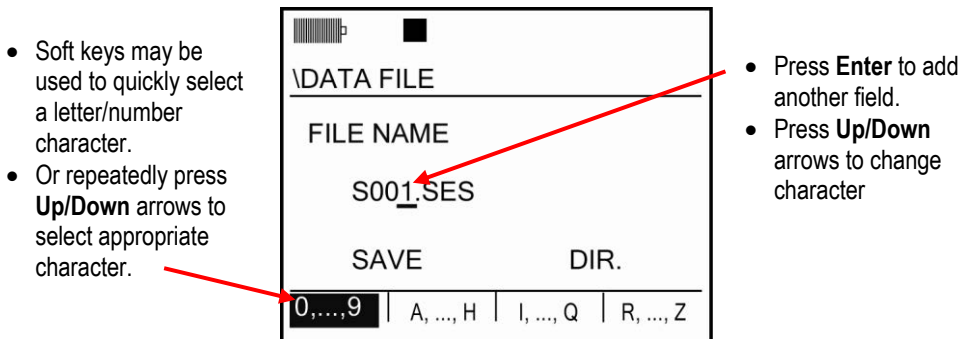 • Soft keys may be
used to quickly select
a letter/number
character.
• Or repeatedly press
Up/Down arrows to
select appropriate
character.
\DATA FILE
FILE NAME
S001.SES
SAVE DIR.
0,...,9 A, ..., H I, ..., Q R, ..., Z
• Press Enter to add
another field.
• Press Up/Down
arrows to change
character